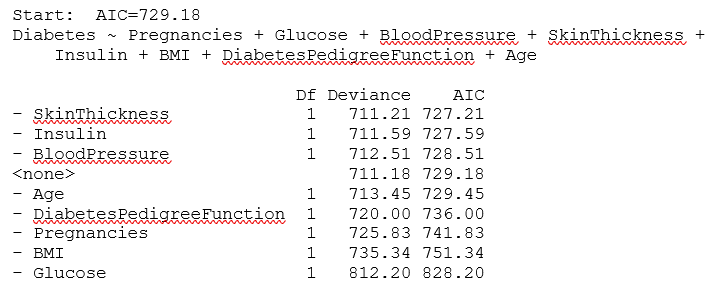 Start:  AIC=729.18
Diabetes ~ Pregnancies + Glucose + BloodPressure + SkinThickness +
    Insulin + BMI + DiabetesPedigreeFunction + Age

                           Df Deviance    AIC
- SkinThickness             1   711.21 727.21
- Insulin                   1   711.59 727.59
- BloodPressure             1   712.51 728.51
<none>                          711.18 729.18
- Age                       1   713.45 729.45
- DiabetesPedigreeFunction  1   720.00 736.00
- Pregnancies               1   725.83 741.83
- BMI                       1   735.34 751.34
- Glucose                   1   812.20 828.20